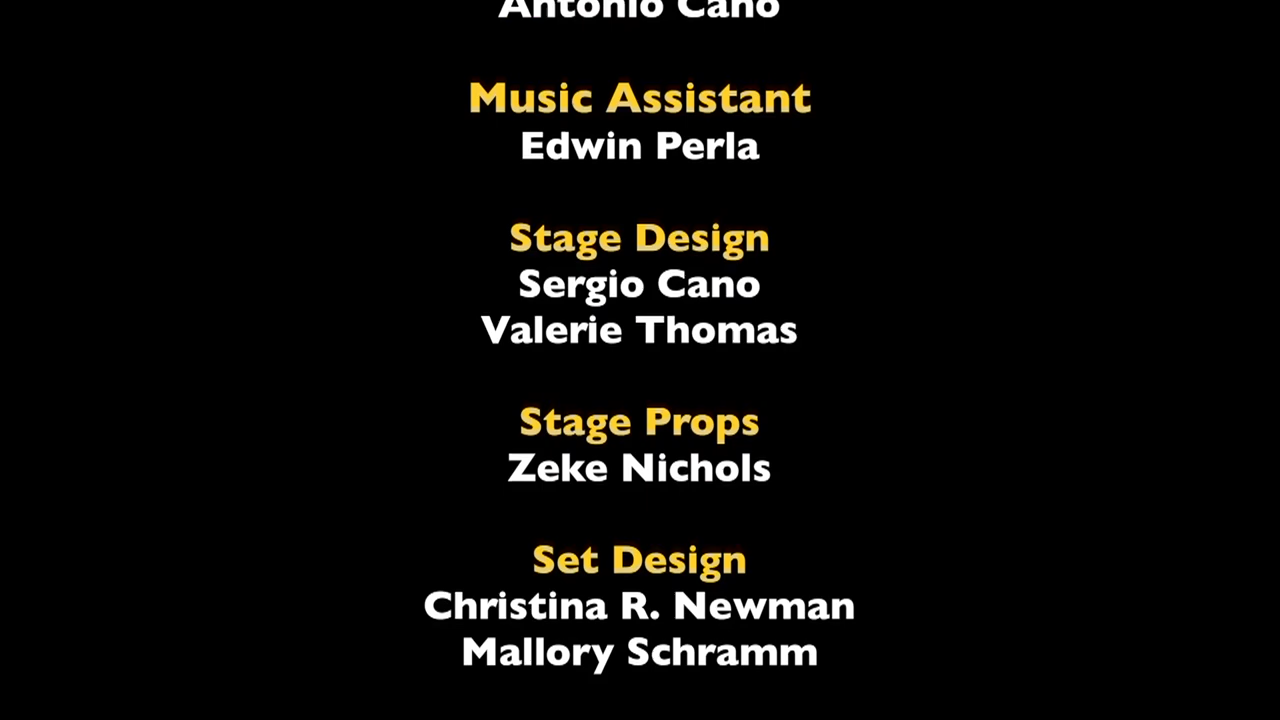 Antonio Cano
Music Assistant
Edwin Perla
Stage Design
Sergio Cano
Valerie Thomas
Stage Props
Zeke Nichols
Set Design
Christina R. Newman
Mallory Schramm